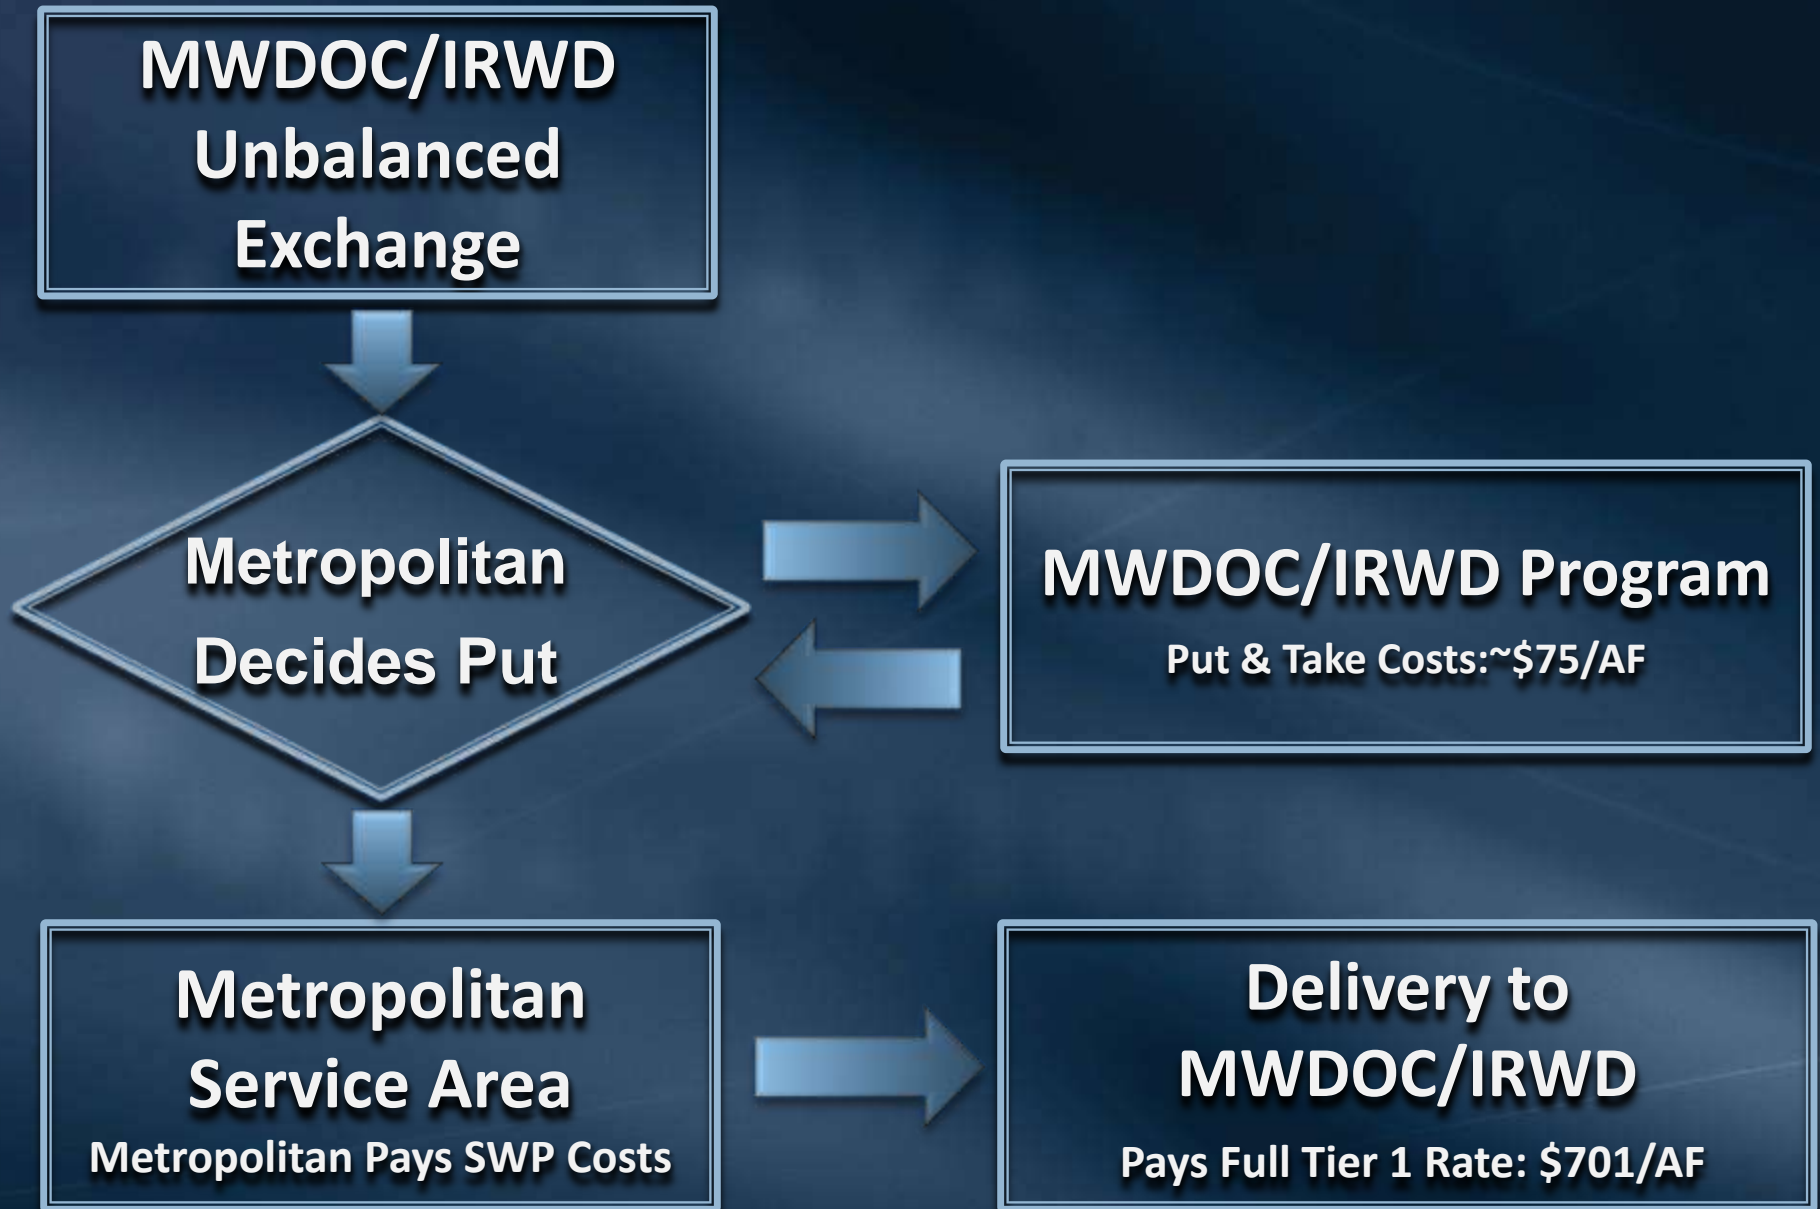 MWDOC/IRWD
Unbalanced
Exchange
Metropolitan
Decides Put
MWDOC/IRWD Program
Put & Take Costs:~$75/AF
Metropolitan
Service Area
Metropolitan Pays SWP Costs
Delivery to
MWDOC/IRWD
Pays Full Tier 1 Rate: $701/AF